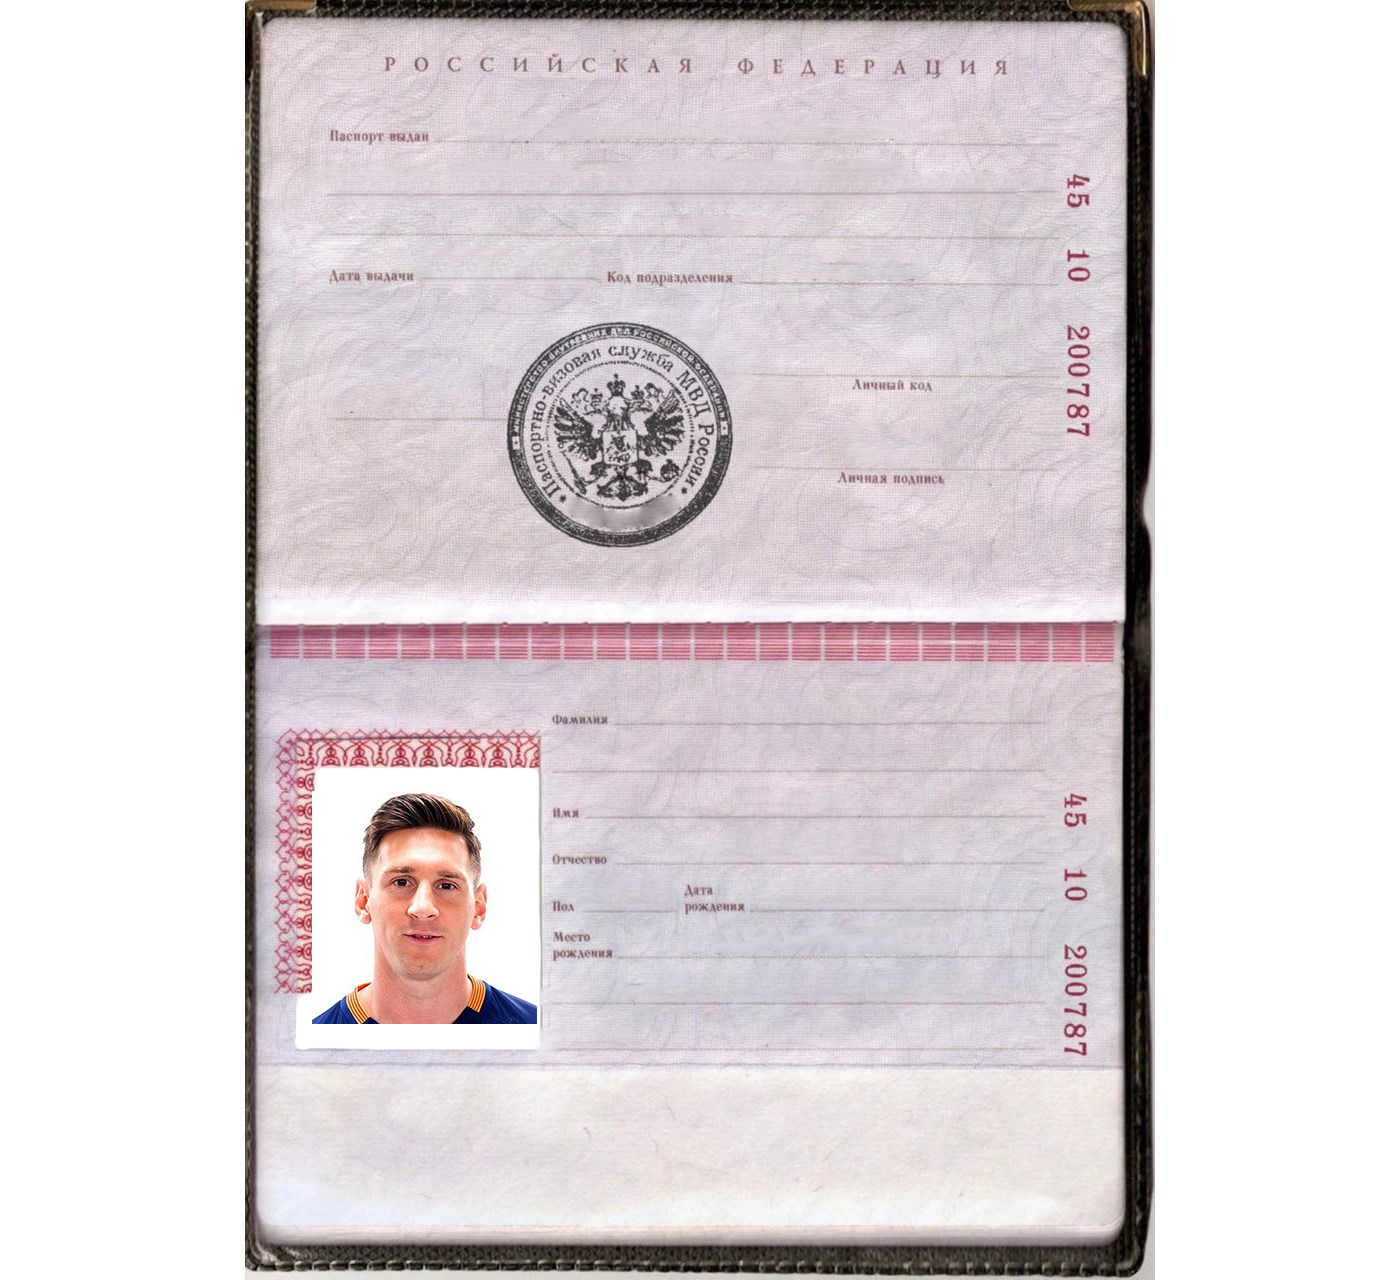 РОССИЙСКАЯ ФЕДЕРАЦИЯ
Паспорт выдан
45 10 200787
Дата выдачи Код подразделения
Паспортно-визовая служба МВД России
Личный код
Личная подпись
Фамилия
Имя
45 10 200787
Отчество
Пол Дата рождения
Место
рождения